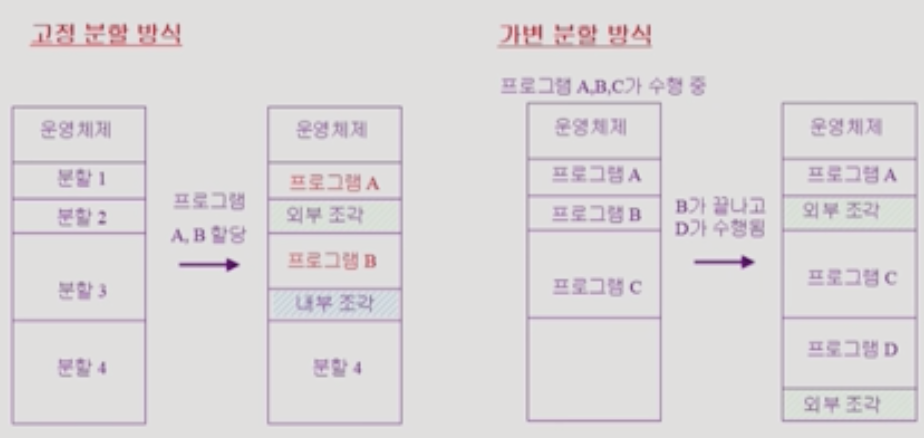 고정 분할 방식
운영체제
분할 1
분할 2
분할 3
분할 4
프로그램
A, B 할당
운영체제
프로그램 A
외부 조각
프로그램 B
내부 조각
분할 4
가변 분할 방식
프로그램 A,B,C가 수행 중
운영체제
프로그램 A
프로그램 B
프로그램 C
B가 끝나고
D가 수행됨
운영체제
프로그램 A
외부 조각
프로그램 C
프로그램 D
외부 조각